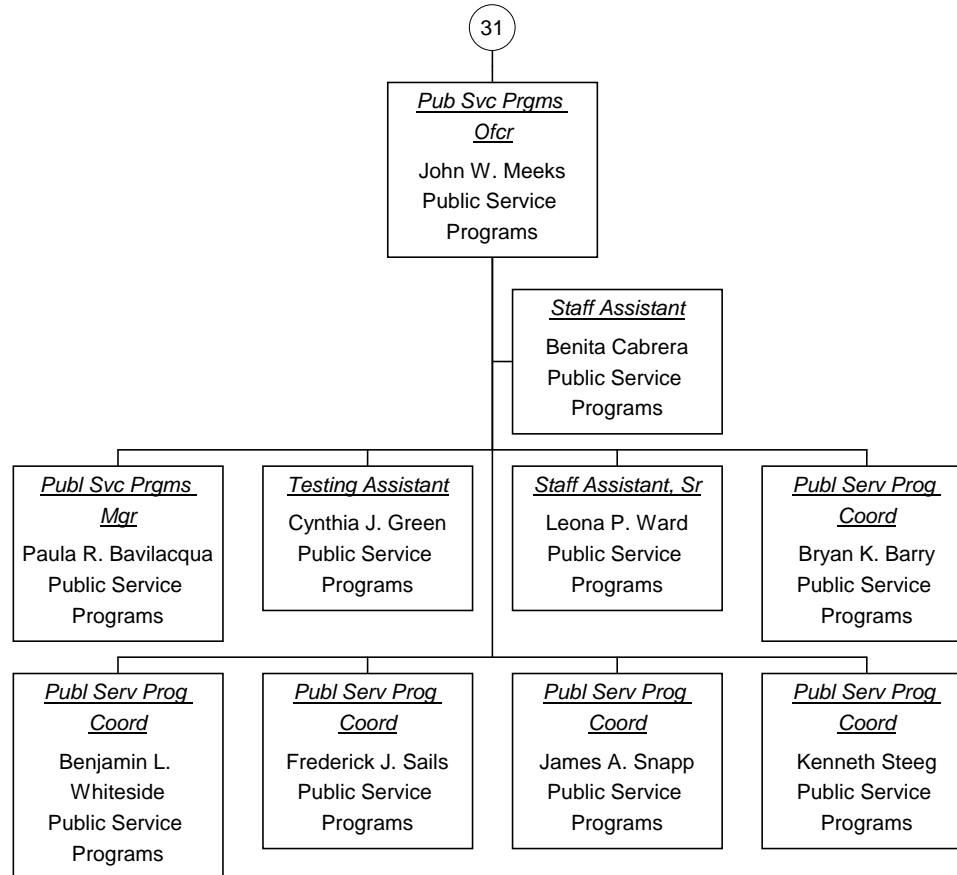 31
Pub Svc Prgms
Ofcr
John W. Meeks
Public Service
Programs
Staff Assistant
Benita Cabrera
Public Service
Programs
Publ Svc Prgms
Mgr
Paula R. Bavilacqua
Public Service
Programs
Testing Assistant
Cynthia J. Green
Public Service
Programs
Staff Assistant, Sr
Leona P. Ward
Public Service
Programs
Publ Serv Prog
Coord
Bryan K. Barry
Public Service
Programs
Publ Serv Prog
Coord
Benjamin L.
Whiteside
Public Service
Programs
Publ Serv Prog
Coord
Frederick J. Sails
Public Service
Programs
Publ Serv Prog
Coord
James A. Snapp
Public Service
Programs
Publ Serv Prog
Coord
Kenneth Steeg
Public Service
Programs